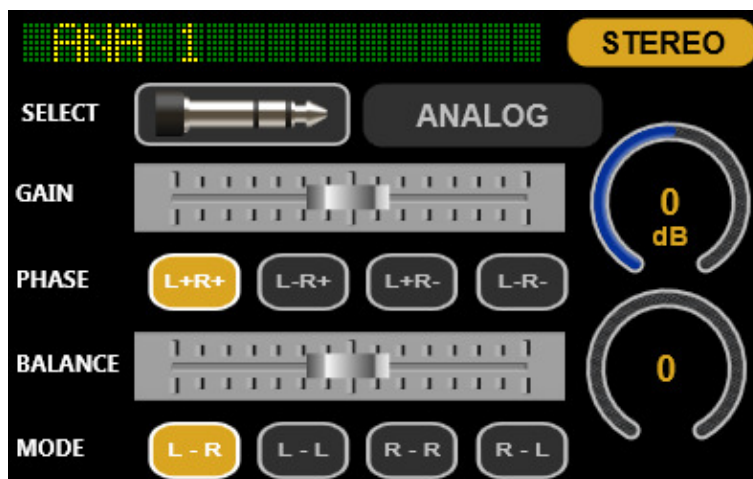 ANA 1 STEREO
SELECT ANALOG
GAIN
0
dB
PHASE L+R+ L-R+ L+R- L-R-
BALANCE 0
MODE L - R L - L R - R R - L